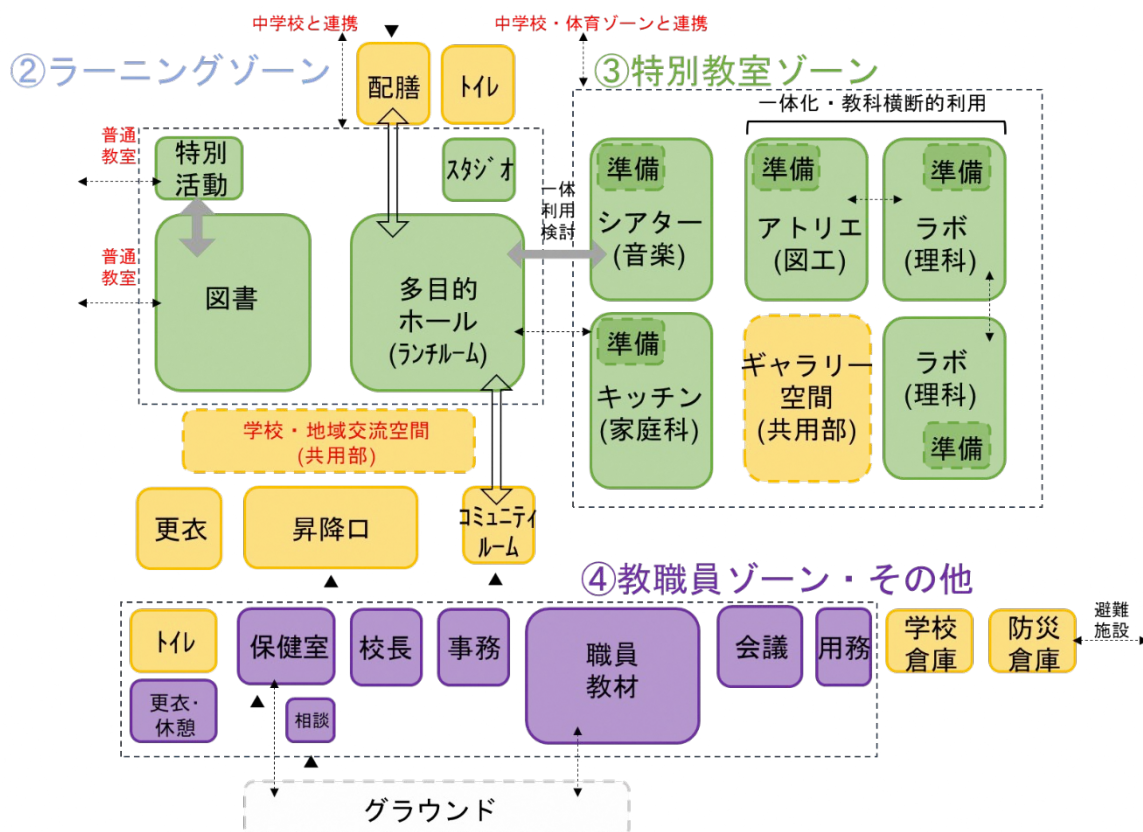 中学校と連携
中学校・体育ゾーンと連携
②ラーニングゾーン
配膳
ﾄｲﾚ
③特別教室ゾーン
一体化・教科横断的利用
普通
教室
特別
活動
ｽﾀｼﾞｵ
一体
利用
検討
準備
シアター
(音楽)
準備
アトリエ
(図工)
準備
ラボ
(理科)
普通
教室
図書
多目的
ホール
(ﾗﾝﾁﾙｰﾑ)
準備
キッチン
(家庭科)
ギャラリー
空間
(共用部)
ラボ
(理科)
準備
学校・地域交流空間
(共用部)
更衣
昇降口
ｺﾐｭﾆﾃｨ
ﾙｰﾑ
④教職員ゾーン・その他
ﾄｲﾚ
保健室
校長
事務
職員
教材
会議
用務
学校
倉庫
防災
倉庫
避難
施設
更衣・
休憩
相談
グラウンド